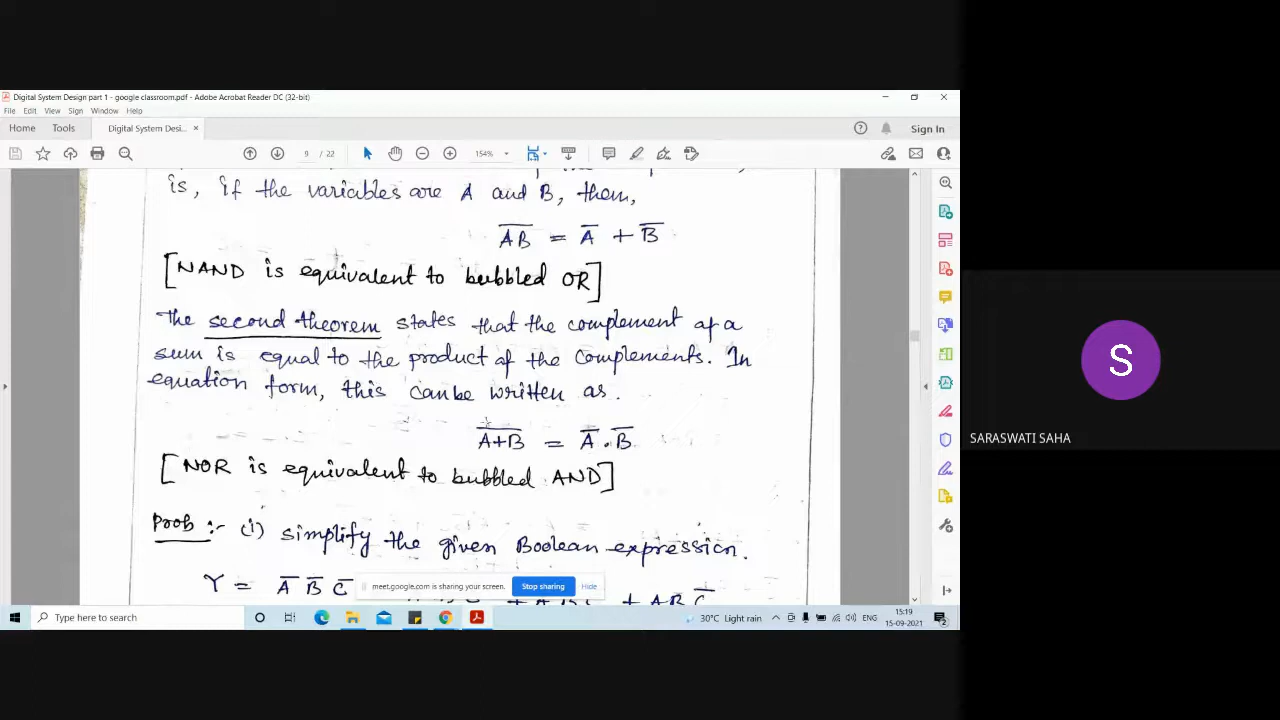 Digital System Design part 1 - google classroom.pdf - Adobe Acrobat Reader DC (32-bit)
File Edit View Sign Window Help
Home Tools Digital System Desi... × Sign In
9 / 22 154%
is, if the variables are A and B, them,
A̅B̅ = A̅ + B̅
[NAND is equivalent to bubbled OR]
The second theorem states that the complement of a
sum is equal to the product of the complements. In
equation form, this can be written as.
A̅+̅B̅ = A̅ . B̅
[NOR is equivalent to bubbled AND]
Prob :- (i) simplify the given Boolean expression.
Y = A̅ B̅ C̅
meet.google.com is sharing your screen. Stop sharing Hide
Type here to search
30°C Light rain
ENG
15:19
15-09-2021
2
S
SARASWATI SAHA